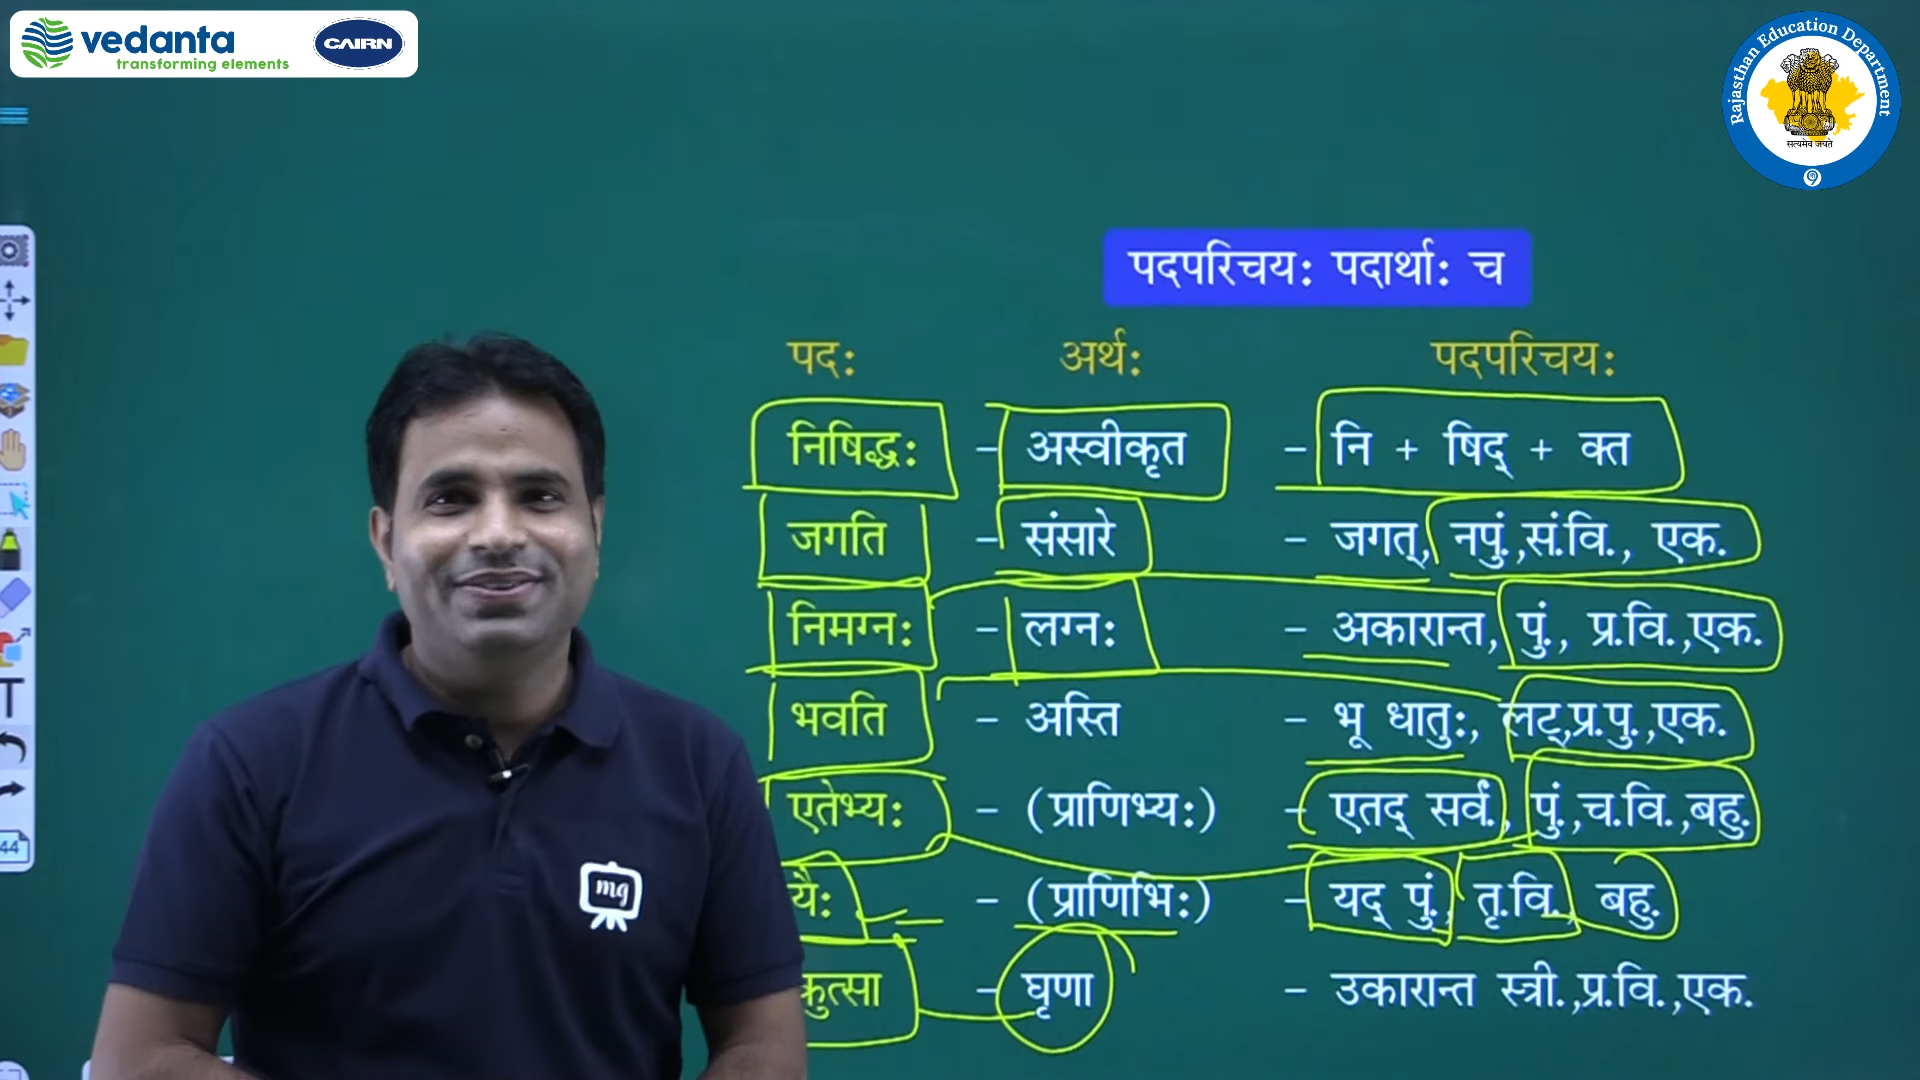 vedanta
transforming elements
CAIRN
Rajasthan Education Department
सत्यमेव जयते
पदपरिचय: पदार्था: च
पद: अर्थ: पदपरिचय:
निषिद्ध: - अस्वीकृत - नि + षिद् + क्त
जगति - संसारे - जगत्, नपुं.,सं.वि., एक.
निमग्न: - लग्न: - अकारान्त, पुं., प्र.वि.,एक.
भवति - अस्ति - भू धातु:, लट्,प्र.पु.,एक.
एतेभ्य: - (प्राणिभ्य:) - एतद् सर्वं., पुं.,च.वि.,बहु.
यै: - (प्राणिभि:) - यद् पुं., तृ.वि., बहु.
कुत्सा - घृणा - उकारान्त स्त्री.,प्र.वि.,एक.
mg
T
44